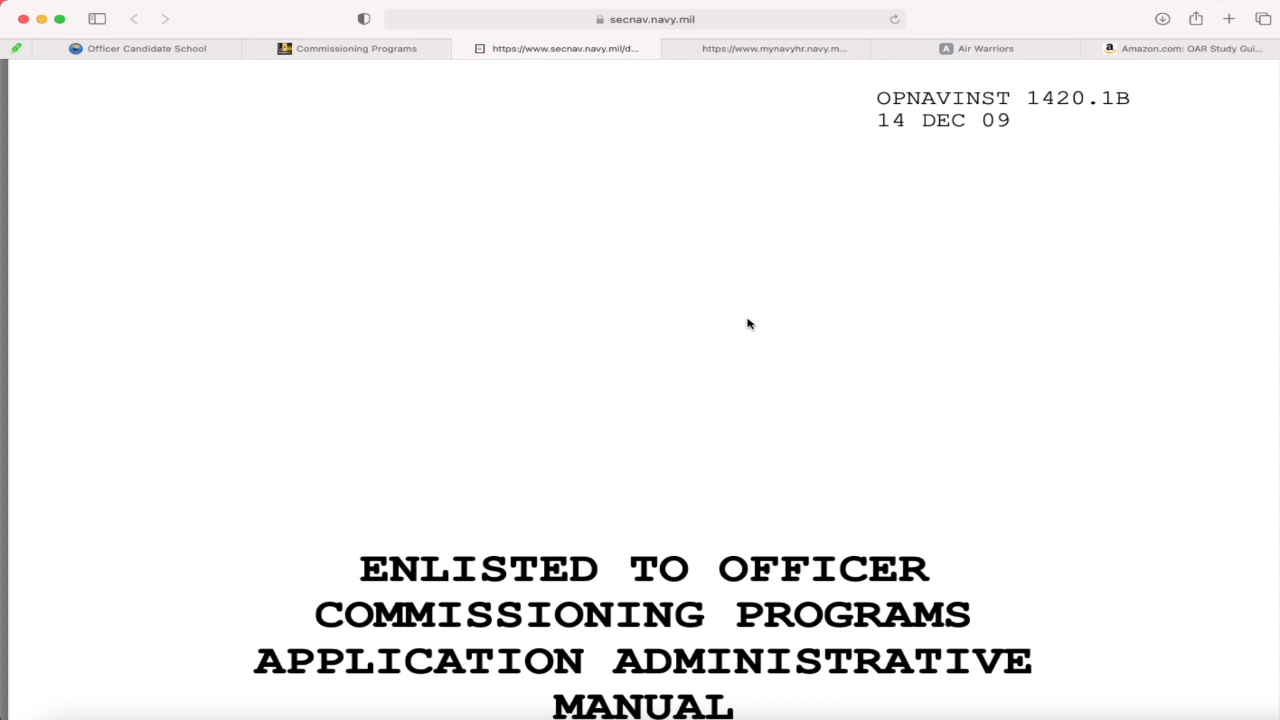 secnav.navy.mil
Officer Candidate School
Commissioning Programs
https://www.secnav.navy.mil/d...
https://www.mynavyhr.navy.m...
A Air Warriors
a Amazon.com: OAR Study Gui...
OPNAVINST 1420.1B
14 DEC 09
ENLISTED TO OFFICER
COMMISSIONING PROGRAMS
APPLICATION ADMINISTRATIVE
MANUAL